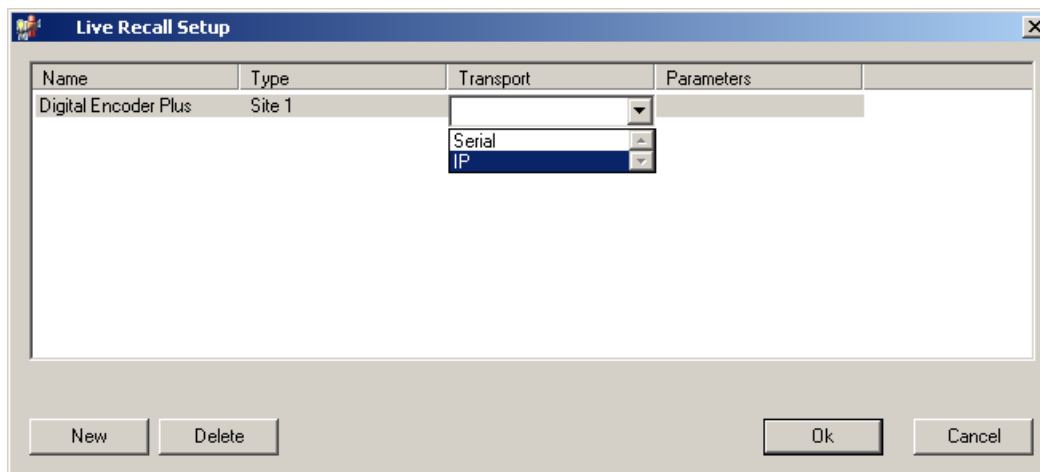 Live Recall Setup
Name Type Transport Parameters
Digital Encoder Plus Site 1
Serial
IP
New Delete Ok Cancel